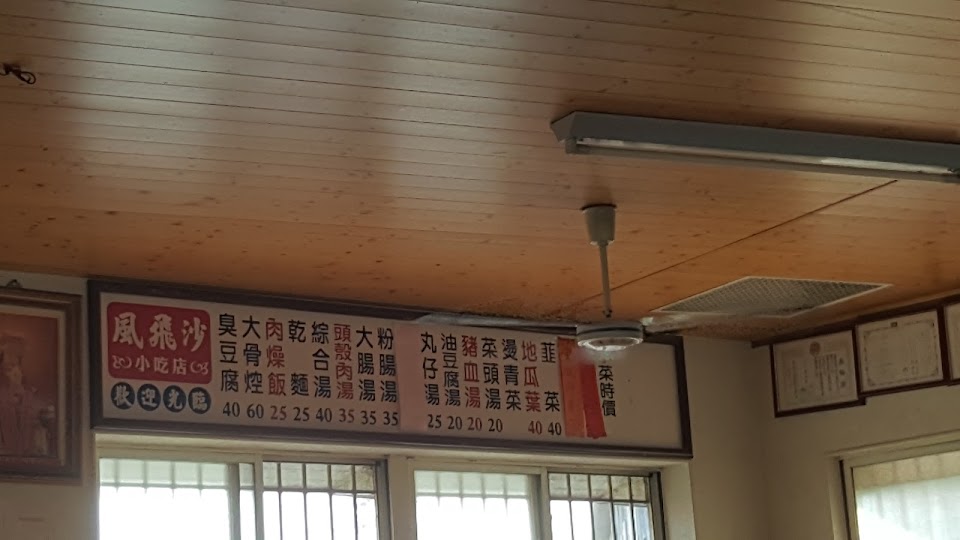 風飛沙
小吃店
歡迎光臨
臭豆腐 40
大骨焢 60
肉燥飯 25
乾麵 25
綜合湯 40
頭殼肉湯 35
大腸湯 35
粉腸湯 35
丸仔湯 25
油豆腐湯 20
豬血湯 20
菜頭湯 20
燙青菜
地瓜葉 40
韭菜 40
菜時價